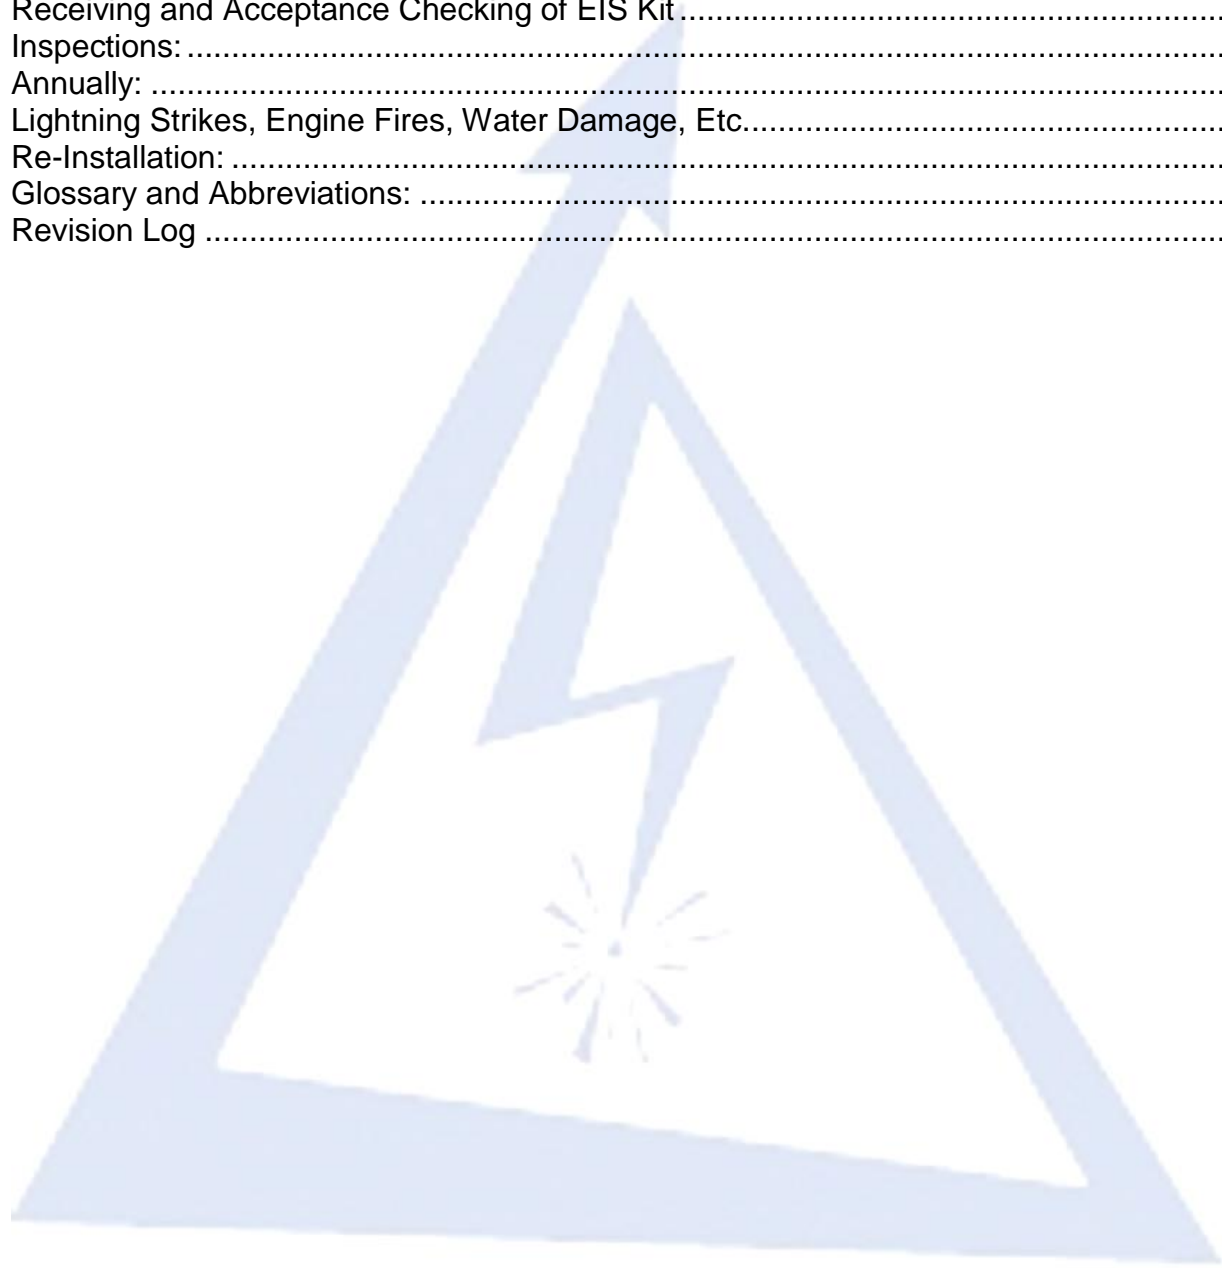 Receiving and Acceptance Checking of EIS Kit ........................................................
Inspections: ........................................................................................................
Annually: ............................................................................................................
Lightning Strikes, Engine Fires, Water Damage, Etc.................................................
Re-Installation: ....................................................................................................
Glossary and Abbreviations: ................................................................................
Revision Log .......................................................................................................